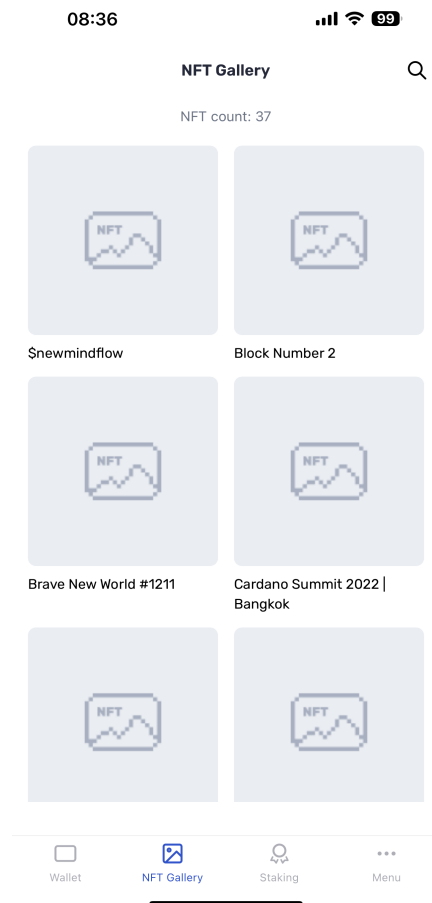 08:36
99
NFT Gallery
NFT count: 37
NFT
NFT
$newmindflow
Block Number 2
NFT
NFT
Brave New World #1211
Cardano Summit 2022 |
Bangkok
NFT
NFT
Wallet
NFT Gallery
Staking
Menu